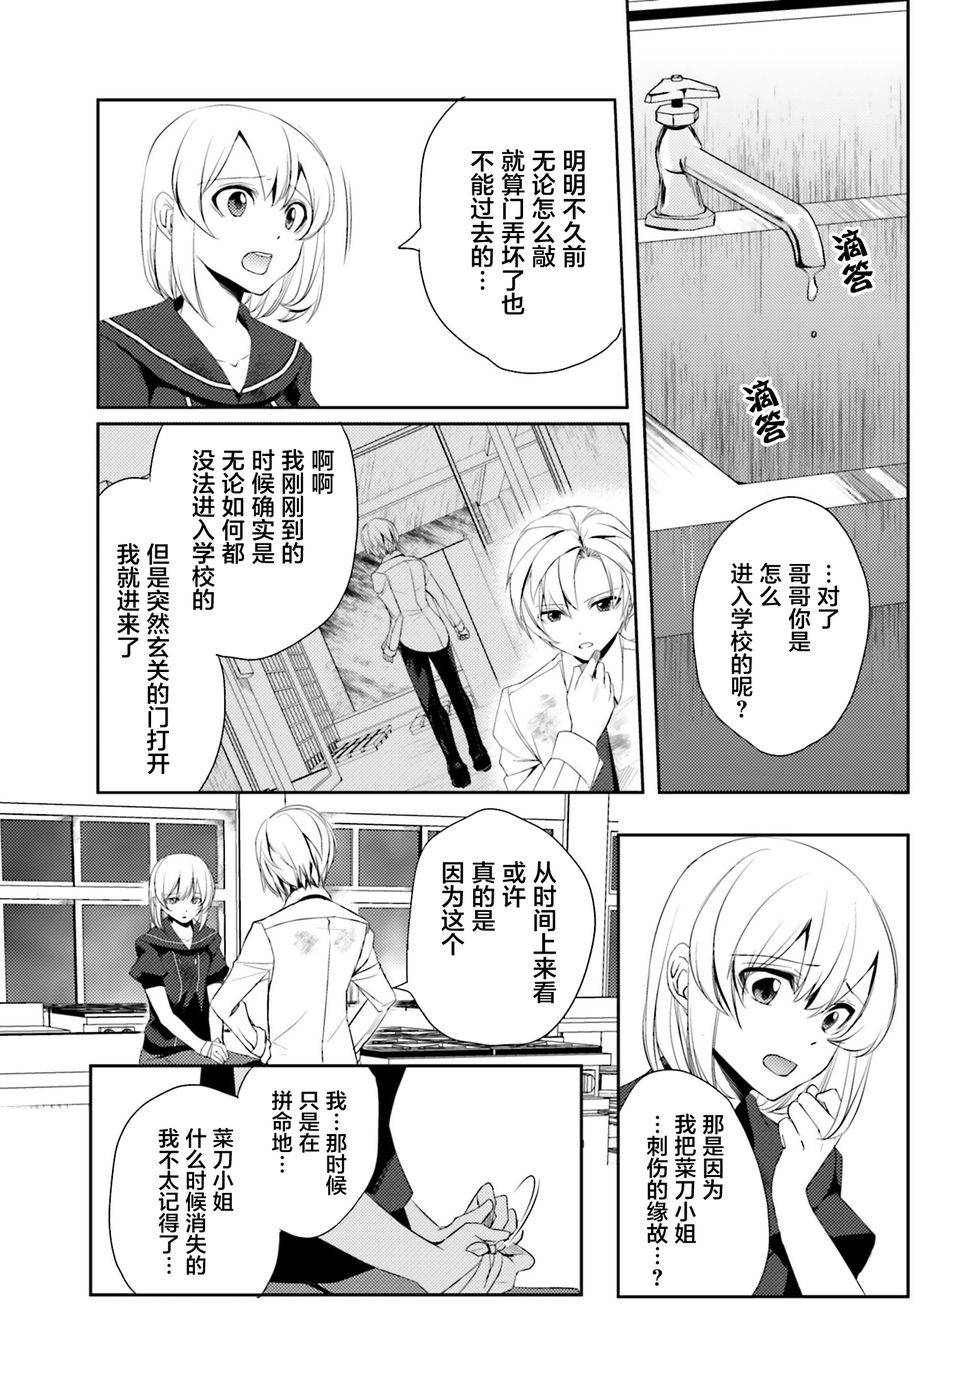 滴答
滴答
…对了
哥哥你是
怎么
进入学校的呢?
明明不久前
无论怎么敲
就算门弄坏了也
不能过去的…
啊啊
我刚刚到的
时候确实是
无论如何都
没法进入学校的
但是突然玄关的门打开
我就进来了
那是因为
我把菜刀小姐
…刺伤的缘故…?
从时间上来看
或许
真的是
因为这个
我…那时候
只是在
拼命地…
菜刀小姐
什么时候消失的
我不太记得了…